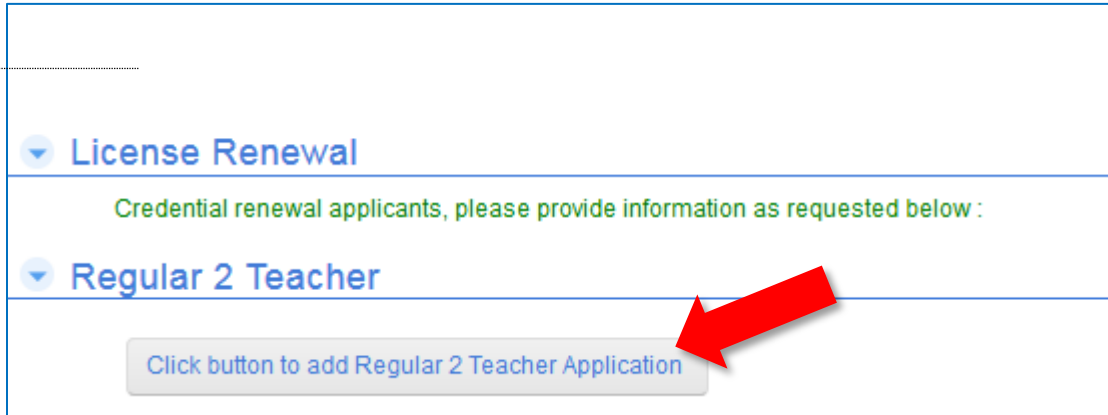 License Renewal
Credential renewal applicants, please provide information as requested below :
Regular 2 Teacher
Click button to add Regular 2 Teacher Application